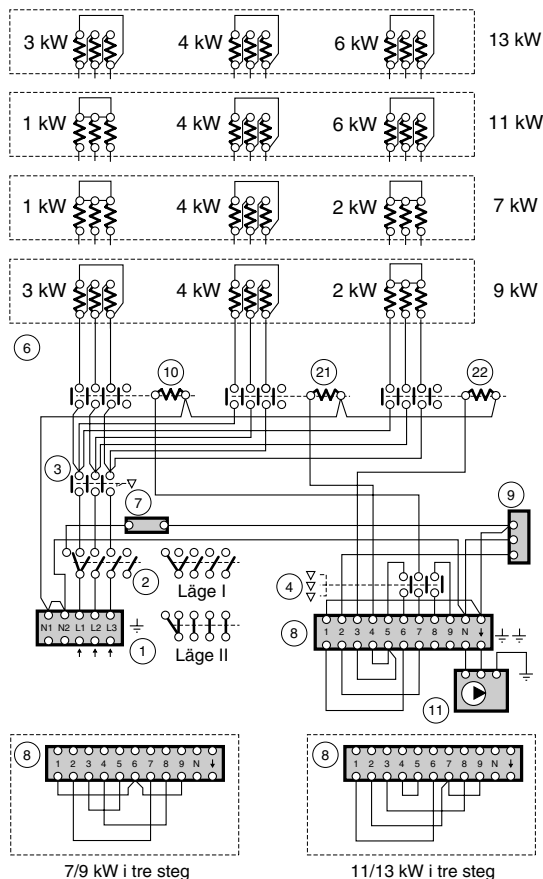 3 kW 4 kW 6 kW 13 kW
1 kW 4 kW 6 kW 11 kW
1 kW 4 kW 2 kW 7 kW
3 kW 4 kW 2 kW 9 kW
6
10 21 22
3
7
9
2
Läge I
4
N1 N2 L1 L2 L3
1
Läge II
8
1 2 3 4 5 6 7 8 9 N
11
8
1 2 3 4 5 6 7 8 9 N
7/9 kW i tre steg
8
1 2 3 4 5 6 7 8 9 N
11/13 kW i tre steg